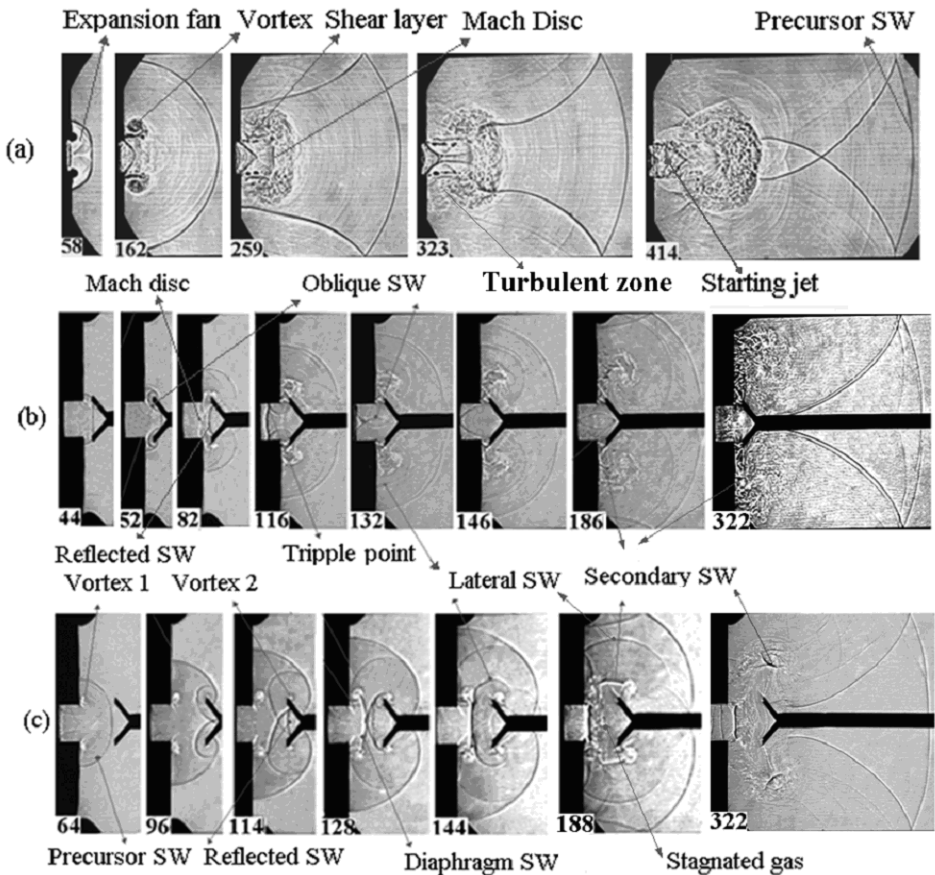 Expansion fan Vortex Shear layer Mach Disc Precursor SW
(a)
58 162 259 323 414
Turbulent zone Starting jet
Mach disc Oblique SW
(b)
44 52 82 116 132 146 186 322
Reflected SW Tripple point
Lateral SW Secondary SW
Vortex 1 Vortex 2
(c)
64 96 114 128 144 188 322
Precursor SW Reflected SW Diaphragm SW Stagnated gas